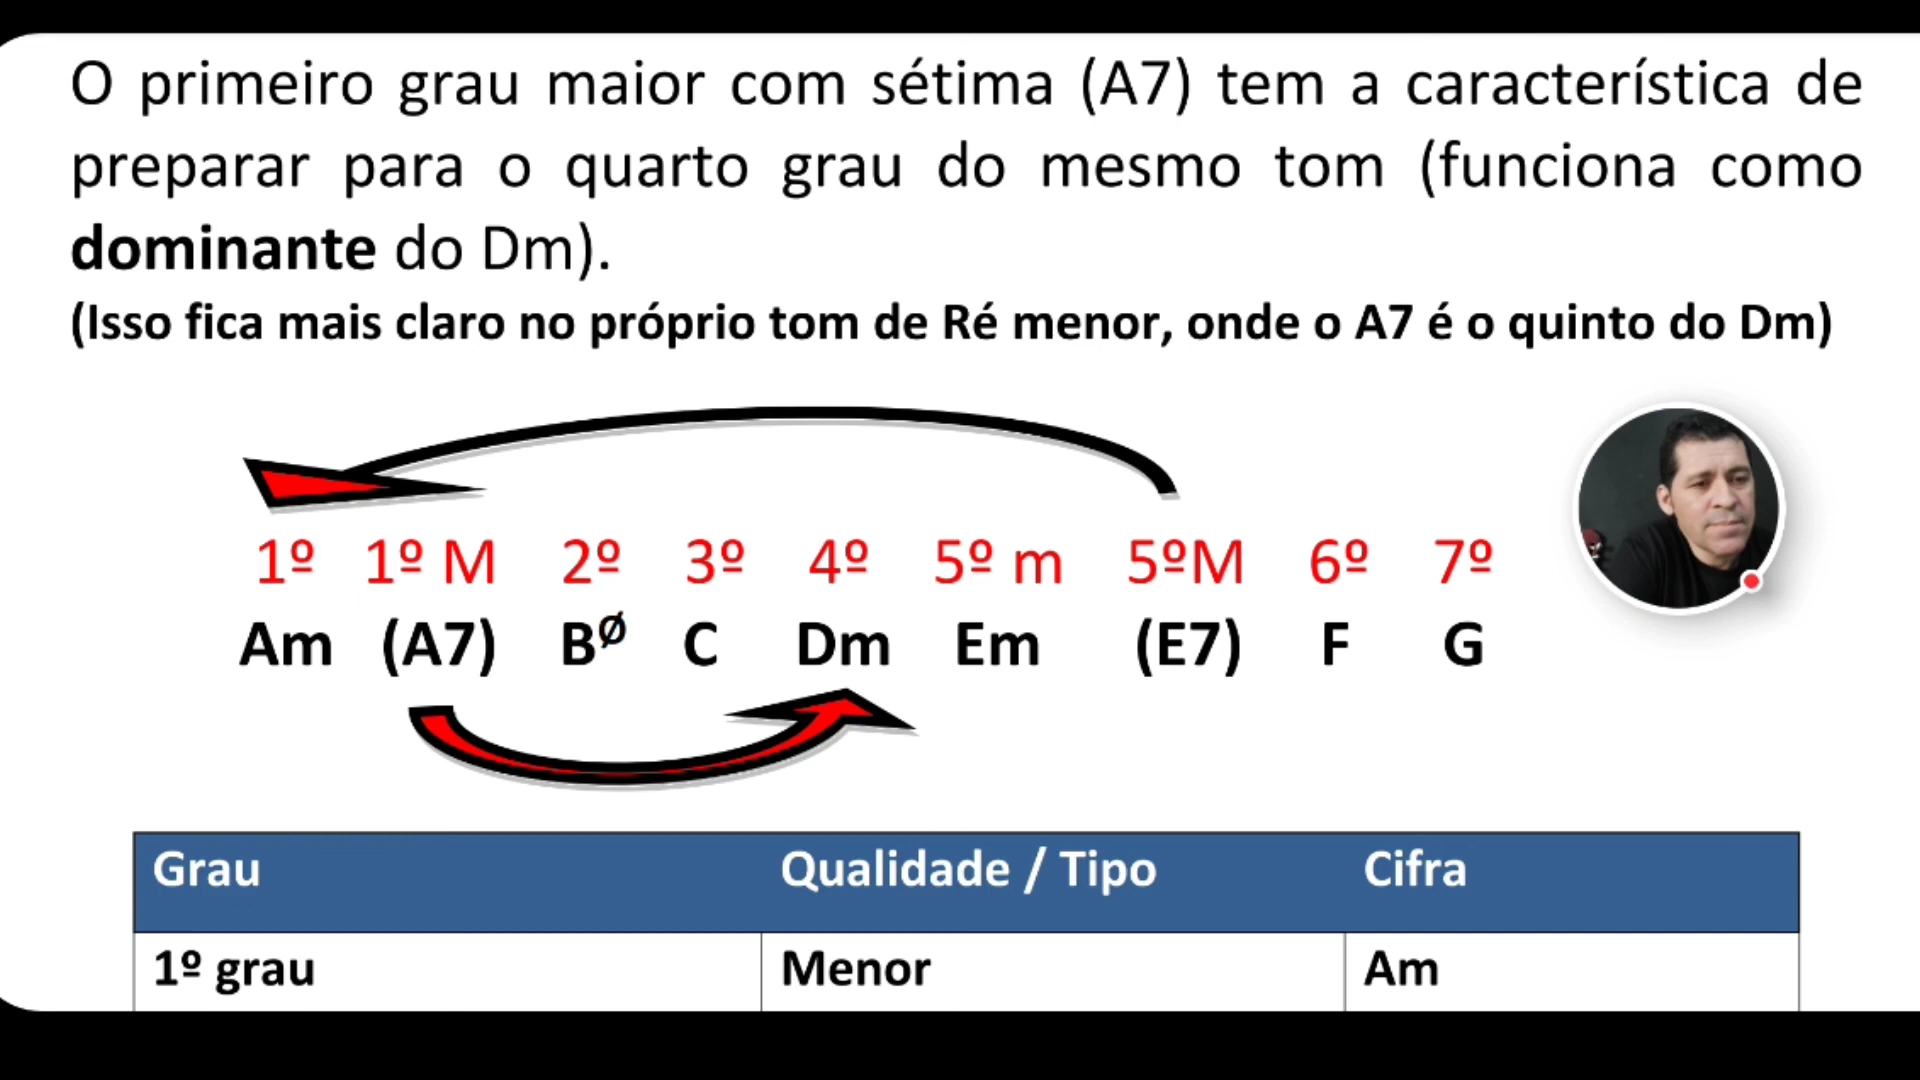 O primeiro grau maior com sétima (A7) tem a característica de
preparar para o quarto grau do mesmo tom (funciona como
dominante do Dm).
(Isso fica mais claro no próprio tom de Ré menor, onde o A7 é o quinto do Dm)
1º 1º M 2º 3º 4º 5º m 5ºM 6º 7º
Am (A7) BØ C Dm Em (E7) F G
Grau Qualidade / Tipo Cifra
1º grau Menor Am